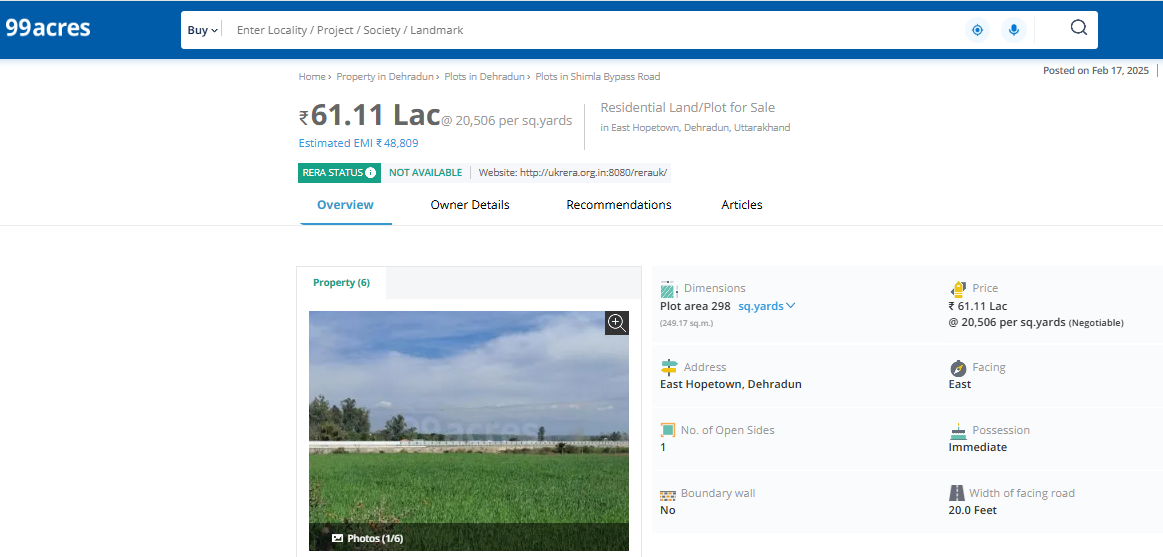 99acres
Buy
Enter Locality / Project / Society / Landmark
Home › Property in Dehradun › Plots in Dehradun › Plots in Shimla Bypass Road
Posted on Feb 17, 2025
₹61.11 Lac @ 20,506 per sq.yards
Estimated EMI ₹ 48,809
Residential Land/Plot for Sale
in East Hopetown, Dehradun, Uttarakhand
RERA STATUS NOT AVAILABLE Website: http://ukrera.org.in:8080/rerauk/
Overview Owner Details Recommendations Articles
Property (6)
99acres
Photos (1/6)
Dimensions
Plot area 298 sq.yards
(249.17 sq.m.)
Price
₹ 61.11 Lac
@ 20,506 per sq.yards (Negotiable)
Address
East Hopetown, Dehradun
Facing
East
No. of Open Sides
1
Possession
Immediate
Boundary wall
No
Width of facing road
20.0 Feet